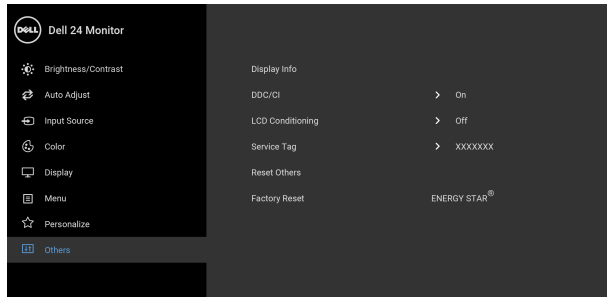 DELL Dell 24 Monitor
Brightness/Contrast
Auto Adjust
Input Source
Color
Display
Menu
Personalize
Others
Display Info
DDC/CI > On
LCD Conditioning > Off
Service Tag > XXXXXXX
Reset Others
Factory Reset ENERGY STAR®